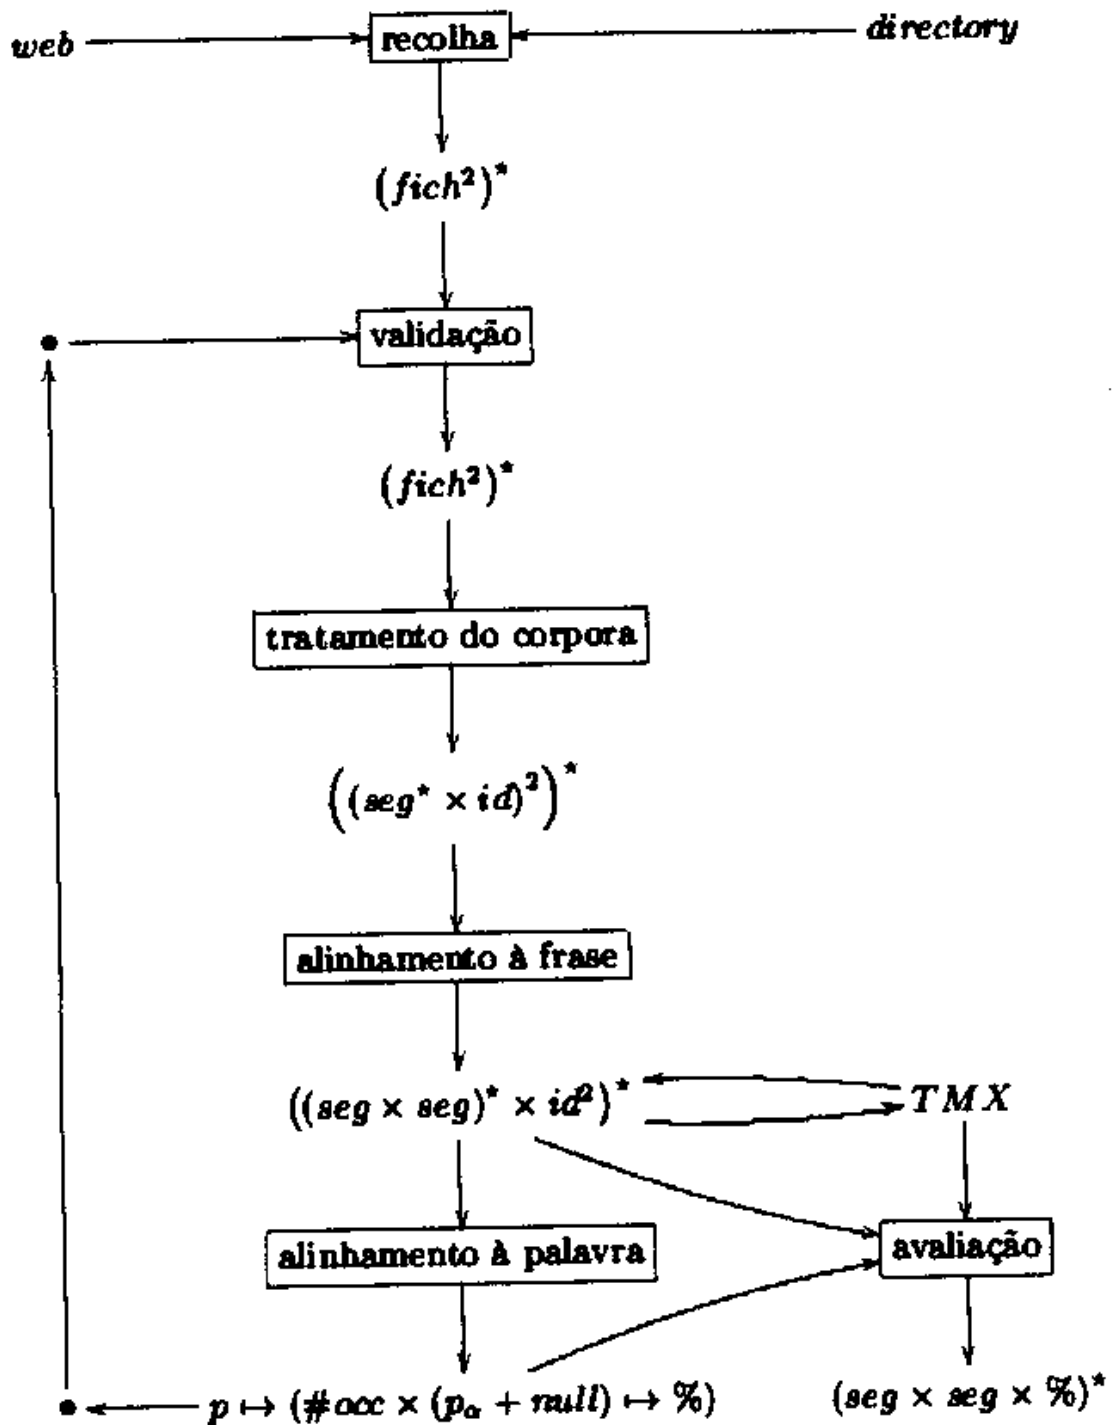 web recolha directory
(fich²)*
validação
(fich²)*
tratamento do corpora
((seg* × id)²)*
alinhamento à frase
((seg × seg)* × id²)* TMX
alinhamento à palavra avaliação
p ↦ (#occ × (pα + null) ↦ %) (seg × seg × %)*